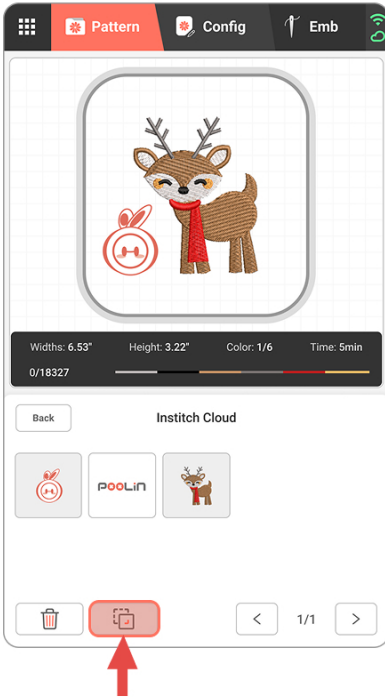 Pattern
Config
Emb
Widths: 6.53" Height: 3.22" Color: 1/6 Time: 5min
0/18327
Back
Institch Cloud
POOLIN
1/1